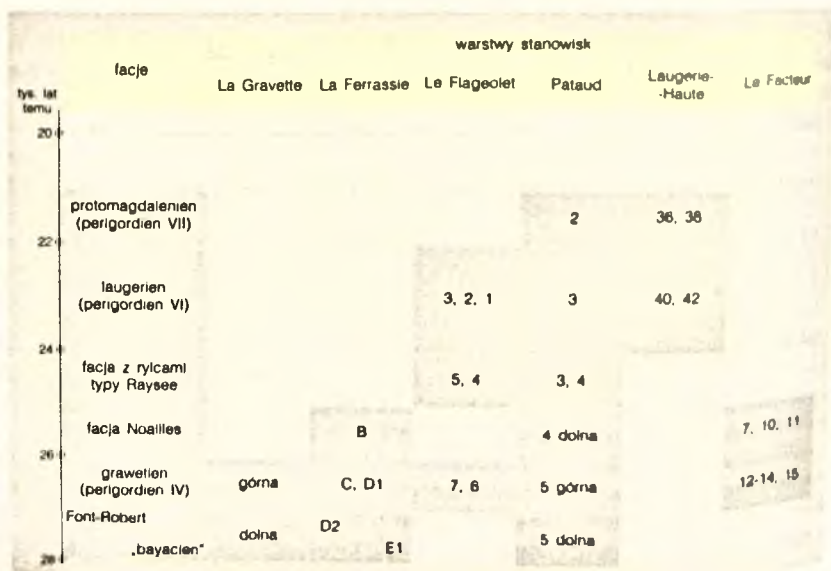 warstwy stanowisk
facje
La Gravette La Ferrassie Le Flageolet Pataud Laugerie-
-Haute Le Facteur
tys. lat
temu
20
protomagdalenien
(perigordien VII) 2 36, 38
22
laugerien
(perigordien VI) 3, 2, 1 3 40, 42
24
facja z rylcami
typy Raysee 5, 4 3, 4
facja Noailles B 4 dolna 7, 10, 11
26
grawetien
(perigordien IV) górna C, D1 7, 6 5 górna 12-14, 15
Font-Robert
dolna D2
„bayacien" E1 5 dolna
28